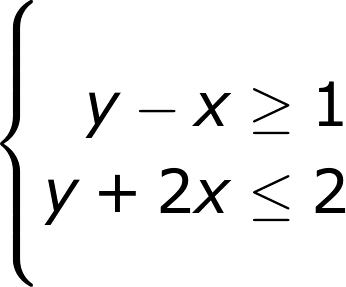 y − x ≥ 1
y + 2x ≤ 2